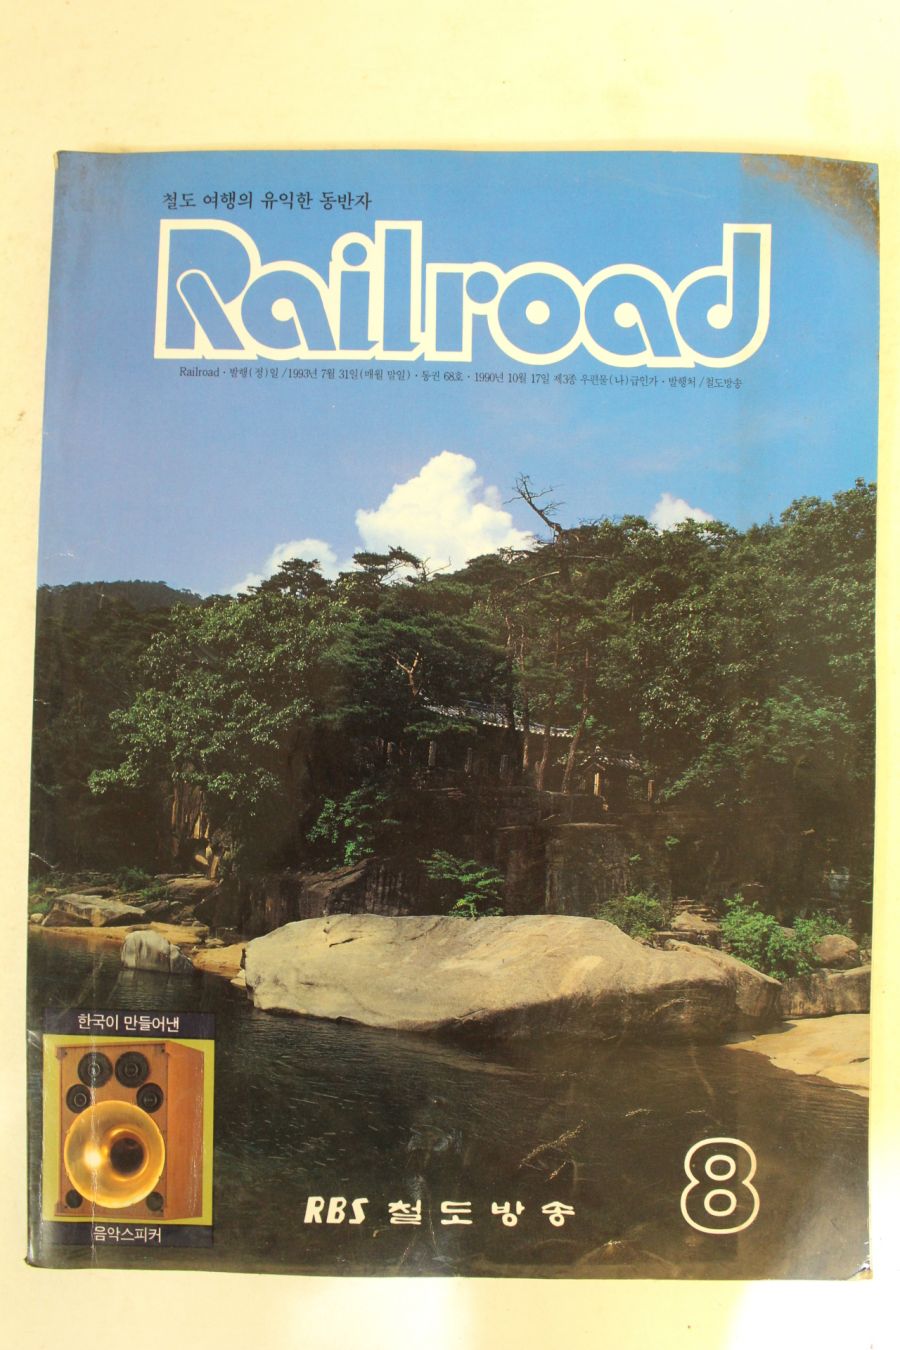 철도 여행의 유익한 동반자
Railroad
Railroad · 발행(정)일 /1993년 7월 31일(매월 말일) · 통권 68호 · 1990년 10월 17일 제3종 우편물(나)급인가 · 발행처 /철도방송
한국이 만들어낸
음악스피커
RBS 철도방송
8